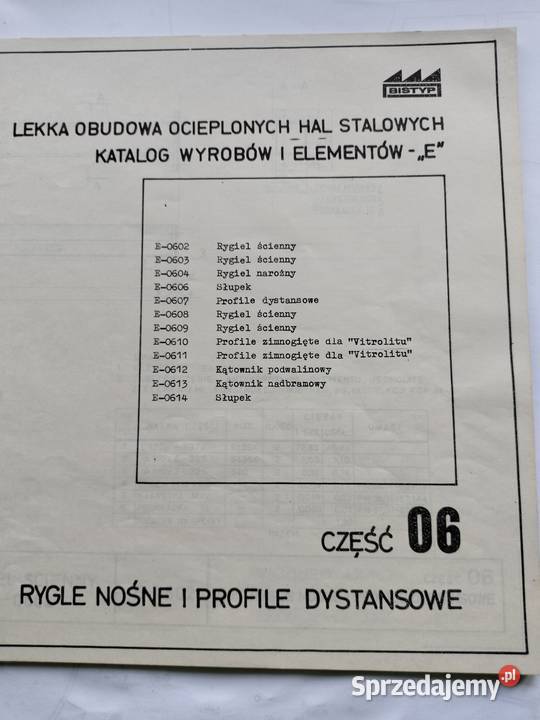 BISTYP
LEKKA OBUDOWA OCIEPLONYCH HAL STALOWYCH
KATALOG WYROBÓW I ELEMENTÓW - „E"
E-0602 Rygiel ścienny
E-0603 Rygiel ścienny
E-0604 Rygiel narożny
E-0606 Słupek
E-0607 Profile dystansowe
E-0608 Rygiel ścienny
E-0609 Rygiel ścienny
E-0610 Profile zimnogięte dla "Vitrolitu"
E-0611 Profile zimnogięte dla "Vitrolitu"
E-0612 Kątownik podwalinowy
E-0613 Kątownik nadbramowy
E-0614 Słupek
CZĘŚĆ 06
RYGLE NOŚNE I PROFILE DYSTANSOWE
Sprzedajemy.pl